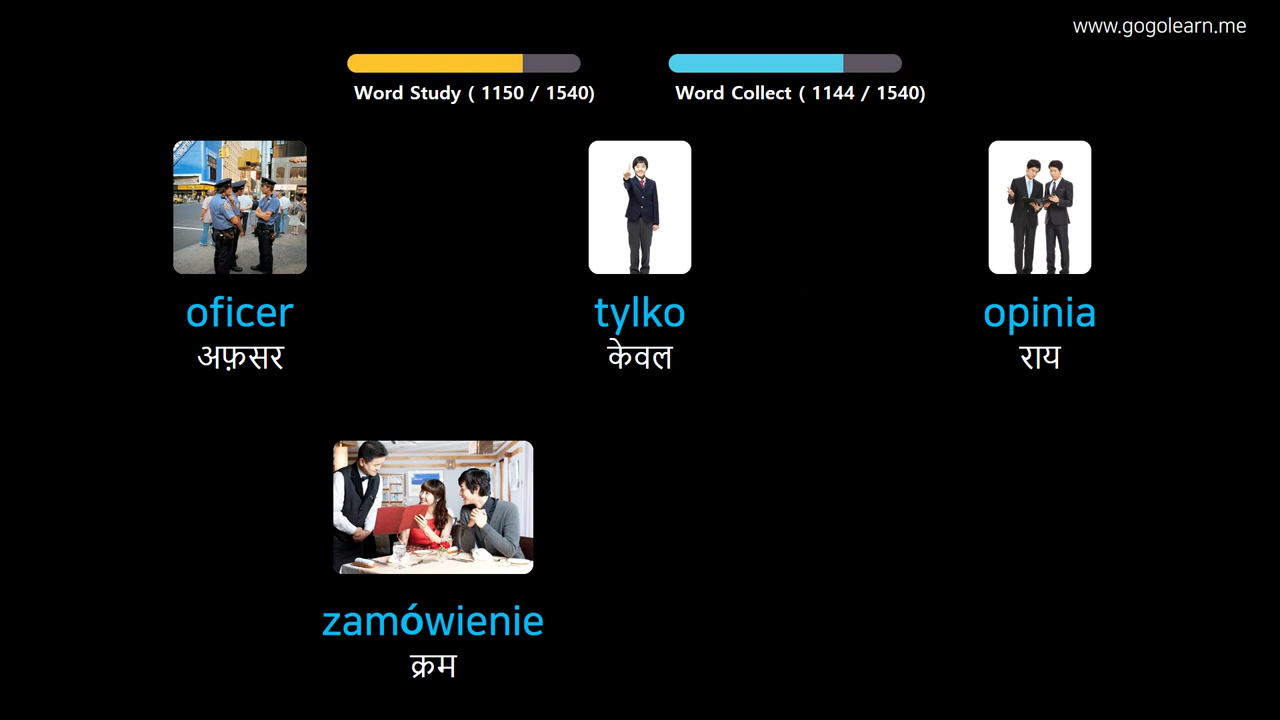 www.gogolearn.me
Word Study ( 1150 / 1540)
Word Collect ( 1144 / 1540)
oficer
अफ़सर
tylko
केवल
opinia
राय
zamówienie
क्रम